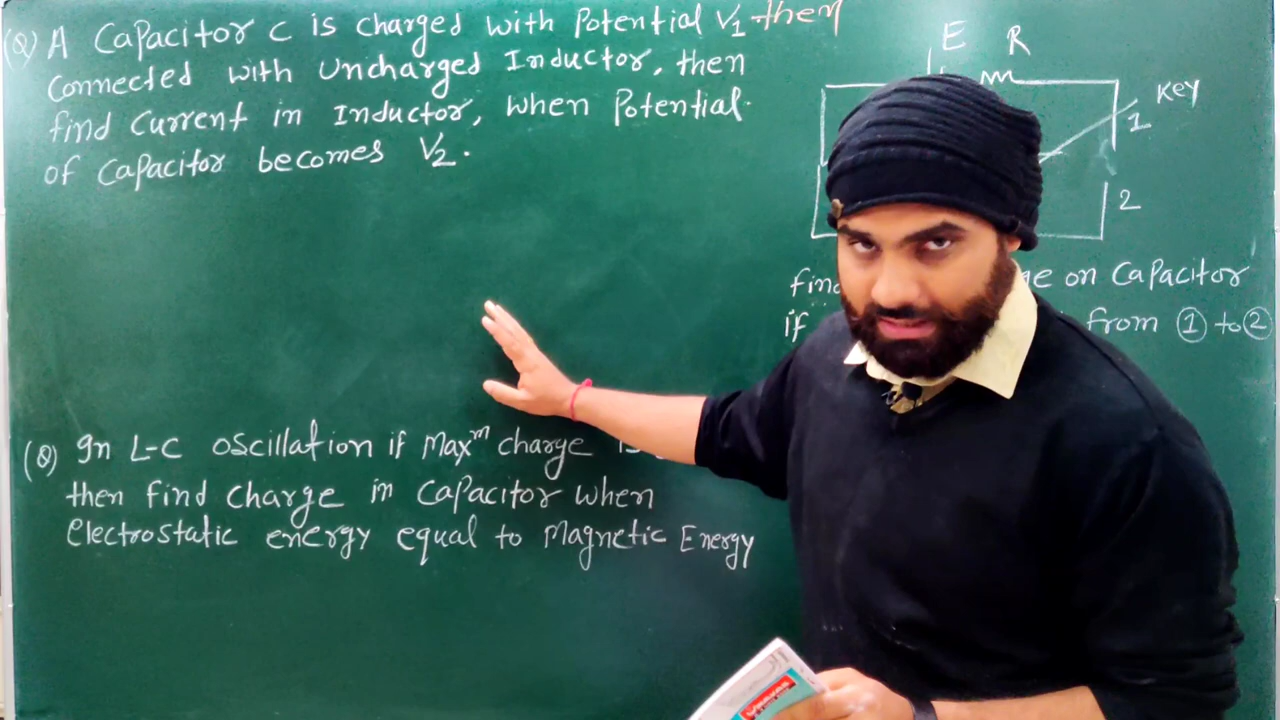 (Q) A Capacitor C is charged with Potential V1 then
connected with Uncharged Inductor, then
find Current in Inductor, when Potential
of Capacitor becomes V2.
E R
Key
1
2
on Capacitor
if from ① to ②
(Q) In L-C oscillation if Maxm charge
then find charge in Capacitor when
electrostatic energy equal to Magnetic Energy